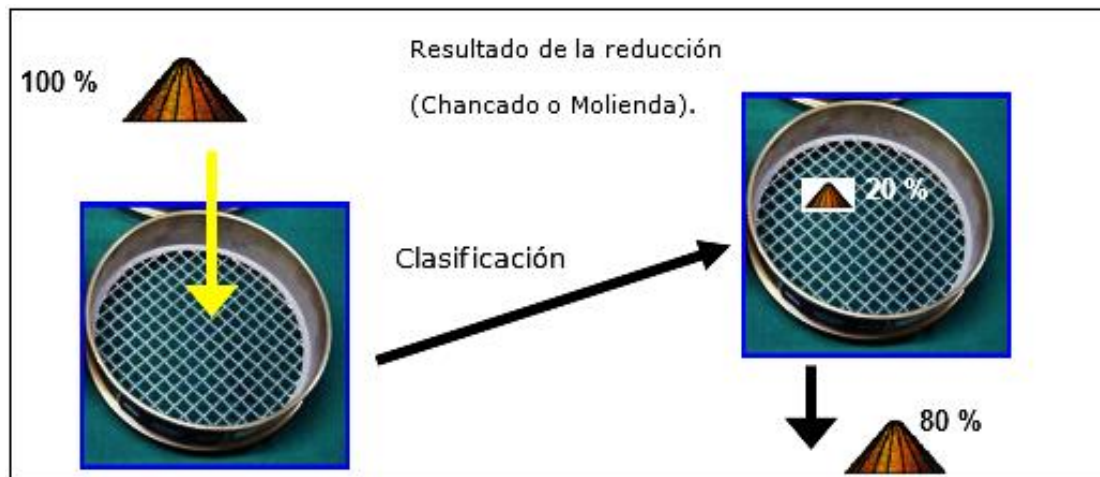 100 %
Resultado de la reducción
(Chancado o Molienda).
20 %
Clasificación
80 %